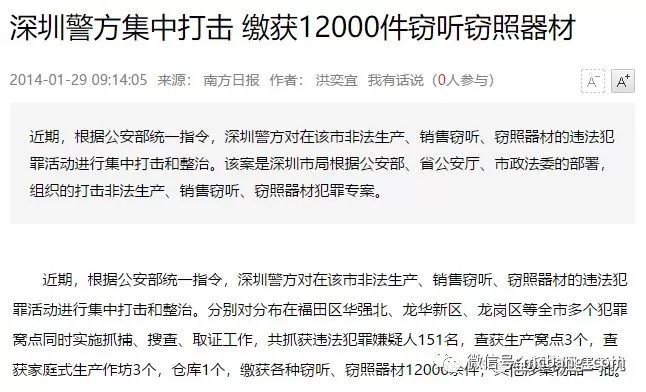 深圳警方集中打击 缴获12000件窃听窃照器材
2014-01-29 09:14:05 来源: 南方日报 作者: 洪奕宜 我有话说 (0人参与) A- A+
近期，根据公安部统一指令，深圳警方对在该市非法生产、销售窃听、窃照器材的违法犯
罪活动进行集中打击和整治。该案是深圳市局根据公安部、省公安厅、市政法委的部署，
组织的打击非法生产、销售窃听、窃照器材犯罪专案。
近期，根据公安部统一指令，深圳警方对在该市非法生产、销售窃听、窃照器材的违法犯
罪活动进行集中打击和整治。分别对分布在福田区华强北、龙华新区、龙岗区等全市多个犯罪
窝点同时实施抓捕、搜查、取证工作，共抓获违法犯罪嫌疑人151名，查获生产窝点3个，查
获家庭式生产作坊3个，仓库1个，缴获各种窃听、窃照器材12000余件，
微信号